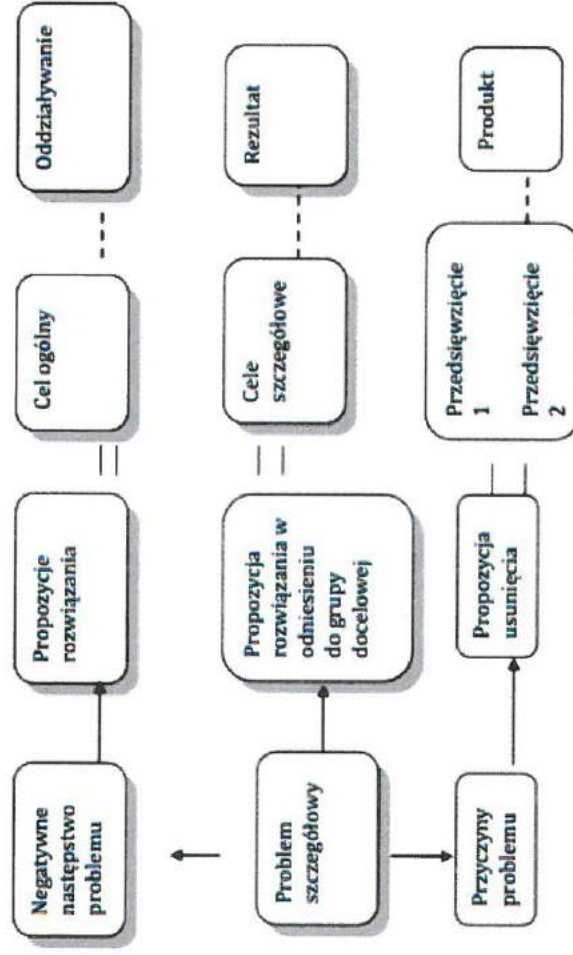 Negatywne
następstwo
problemu
Propozycje
rozwiązania
Cel ogólny
Oddziaływanie
Problem
szczegółowy
Propozycja
rozwiązania w
odniesieniu
do grupy
docelowej
Cele
szczegółowe
Rezultat
Przyczyny
problemu
Propozycja
usunięcia
Przedsięwzięcie
1
Przedsięwzięcie
2
Produkt